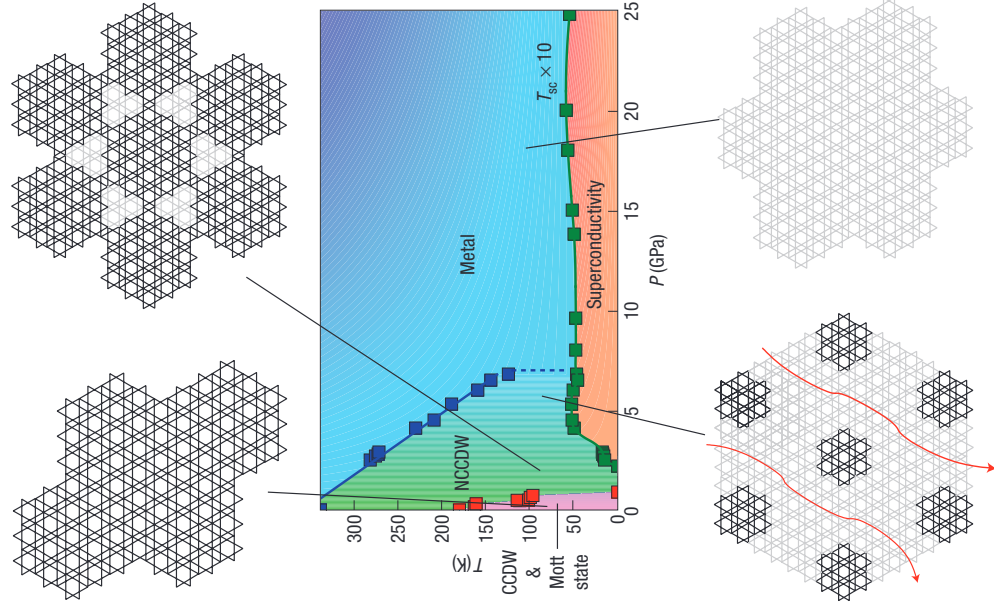 T(K)
300
250
200
150
100
50
0
0
5
10
15
20
25
P (GPa)
Metal
NCCDW
Superconductivity
T_sc × 10
CCDW
&
Mott
state